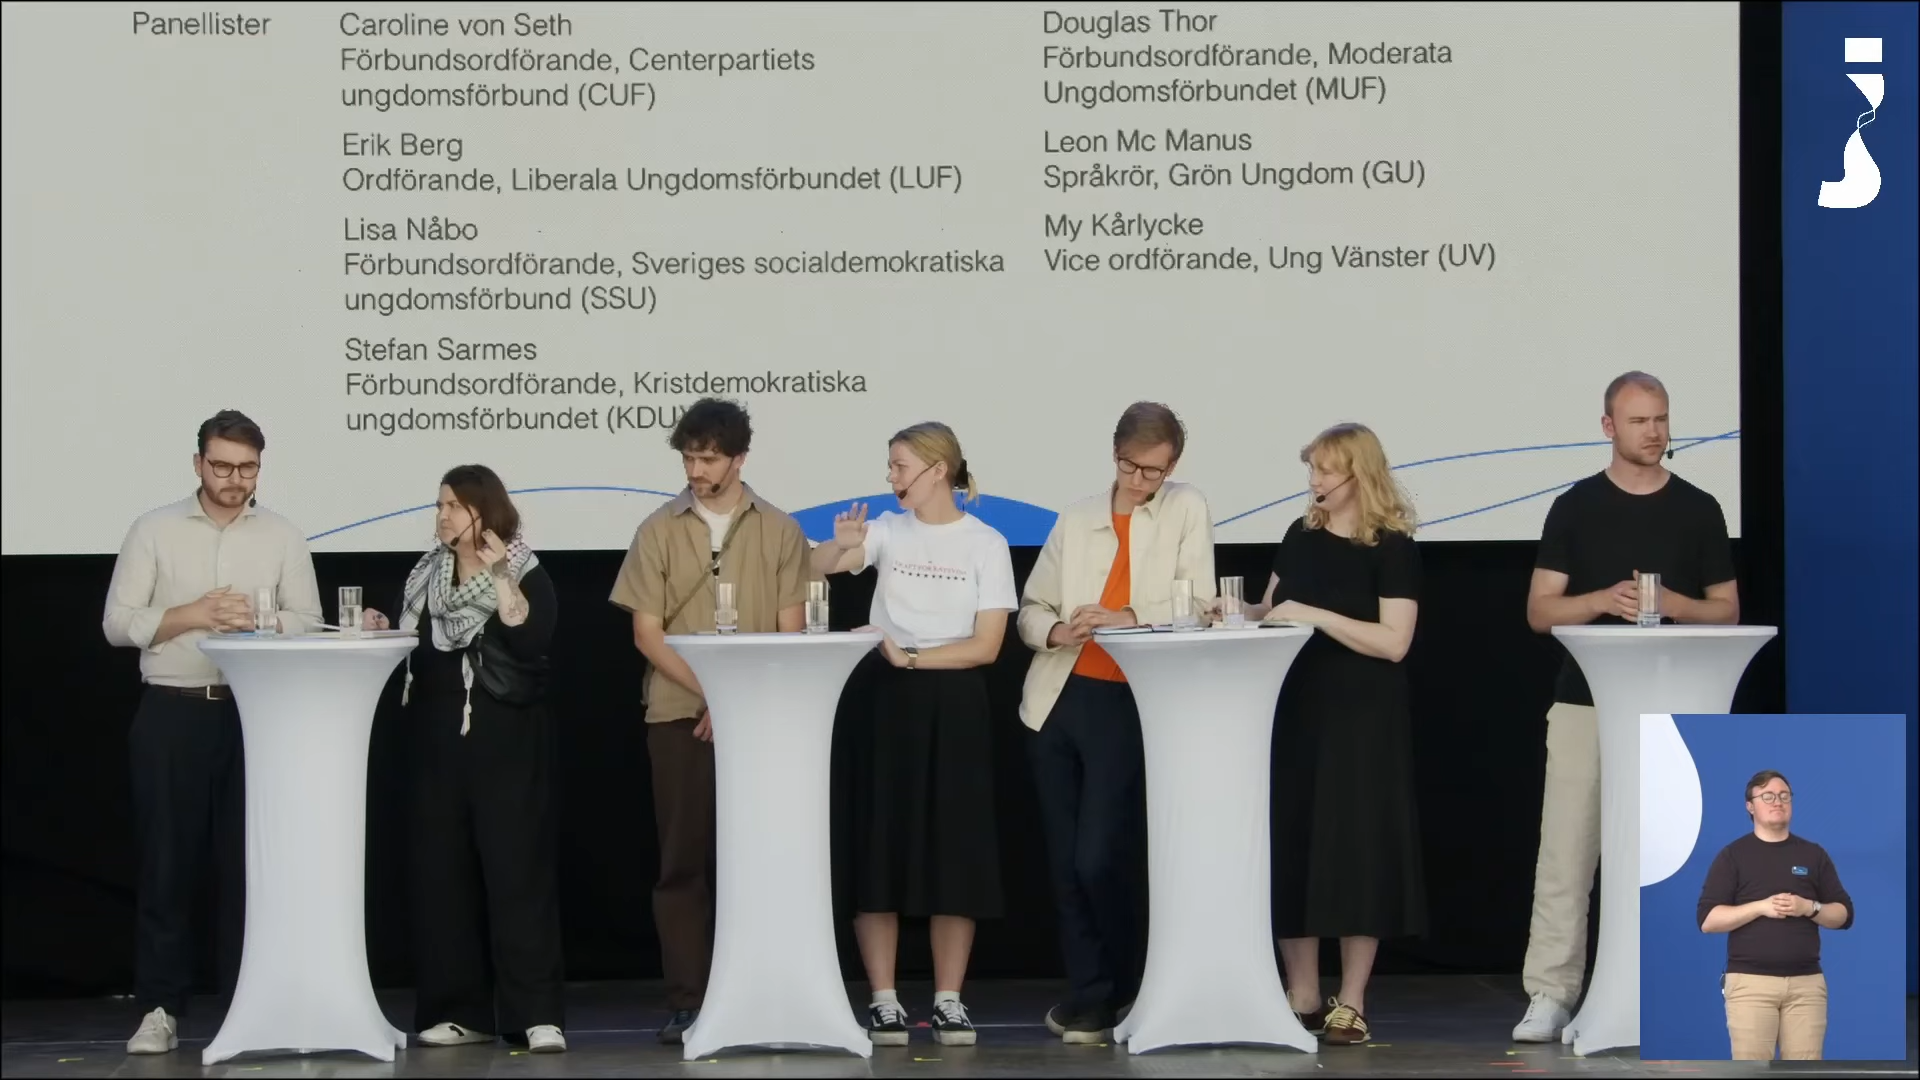 Panellister
Caroline von Seth
Förbundsordförande, Centerpartiets
ungdomsförbund (CUF)
Erik Berg
Ordförande, Liberala Ungdomsförbundet (LUF)
Lisa Nåbo
Förbundsordförande, Sveriges socialdemokratiska
ungdomsförbund (SSU)
Stefan Sarmes
Förbundsordförande, Kristdemokratiska
ungdomsförbundet (KDU)
Douglas Thor
Förbundsordförande, Moderata
Ungdomsförbundet (MUF)
Leon Mc Manus
Språkrör, Grön Ungdom (GU)
My Kårlycke
Vice ordförande, Ung Vänster (UV)